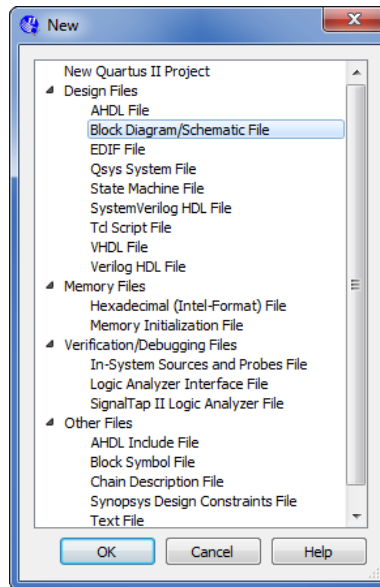 New
New Quartus II Project
Design Files
AHDL File
Block Diagram/Schematic File
EDIF File
Qsys System File
State Machine File
SystemVerilog HDL File
Tcl Script File
VHDL File
Verilog HDL File
Memory Files
Hexadecimal (Intel-Format) File
Memory Initialization File
Verification/Debugging Files
In-System Sources and Probes File
Logic Analyzer Interface File
SignalTap II Logic Analyzer File
Other Files
AHDL Include File
Block Symbol File
Chain Description File
Synopsys Design Constraints File
Text File
OK Cancel Help